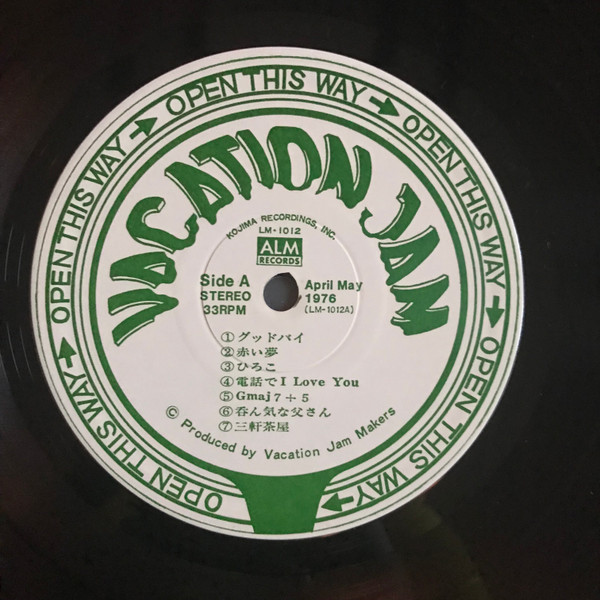 OPEN THIS WAY OPEN THIS WAY OPEN THIS WAY OPEN THIS WAY OPEN THIS WAY
VACATION JAM
KOJIMA RECORDINGS, INC.
LM-1012
ALM
RECORDS
Side A
STEREO
33RPM
April May
1976
(LM-1012A)
①グッドバイ
②赤い夢
③ひろこ
④電話でI Love You
⑤Gmaj7+5
⑥呑ん気な父さん
⑦三軒茶屋
© Produced by Vacation Jam Makers